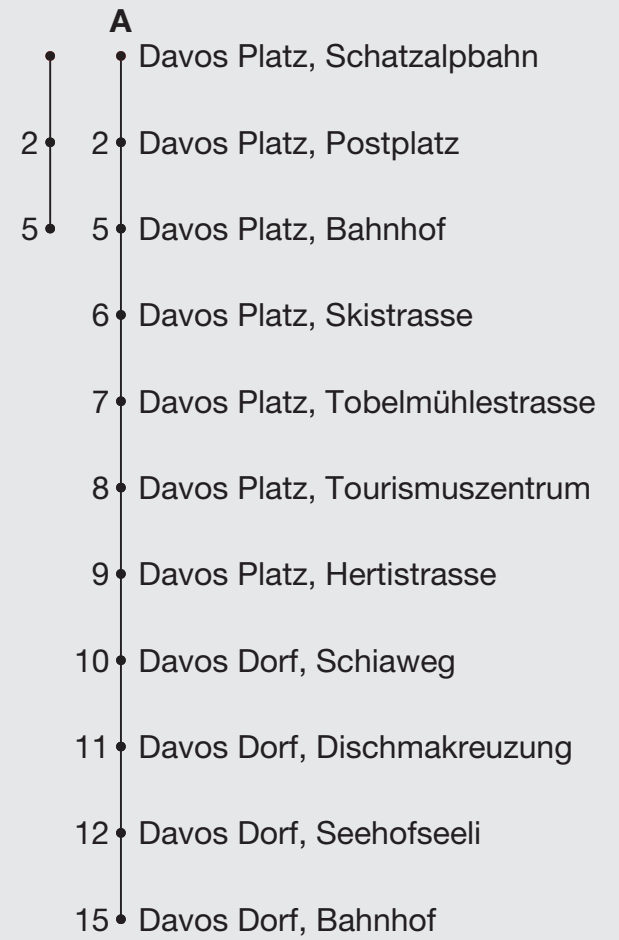 A
Davos Platz, Schatzalpbahn
2 2 Davos Platz, Postplatz
5 5 Davos Platz, Bahnhof
6 Davos Platz, Skistrasse
7 Davos Platz, Tobelmühlestrasse
8 Davos Platz, Tourismuszentrum
9 Davos Platz, Hertistrasse
10 Davos Dorf, Schiaweg
11 Davos Dorf, Dischmakreuzung
12 Davos Dorf, Seehofseeli
15 Davos Dorf, Bahnhof